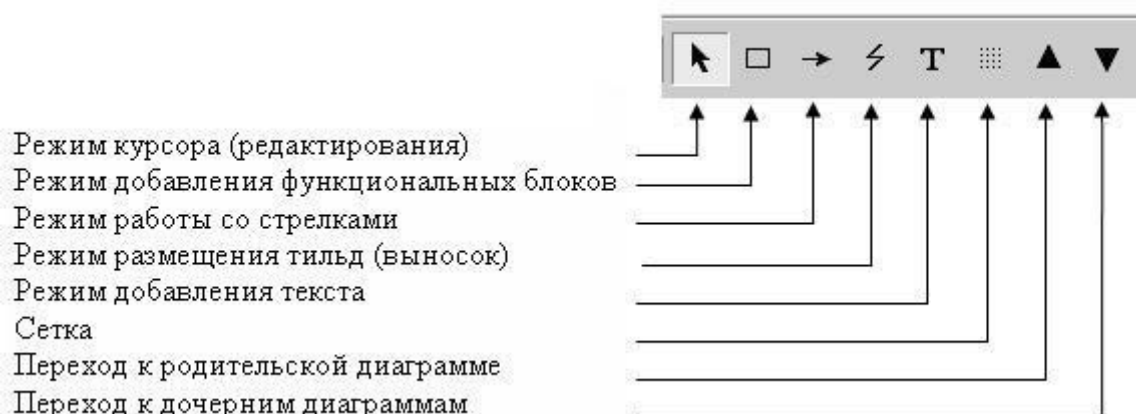 T
Режим курсора (редактирования)
Режим добавления функциональных блоков
Режим работы со стрелками
Режим размещения тильд (выносок)
Режим добавления текста
Сетка
Переход к родительской диаграмме
Переход к дочерним диаграммам